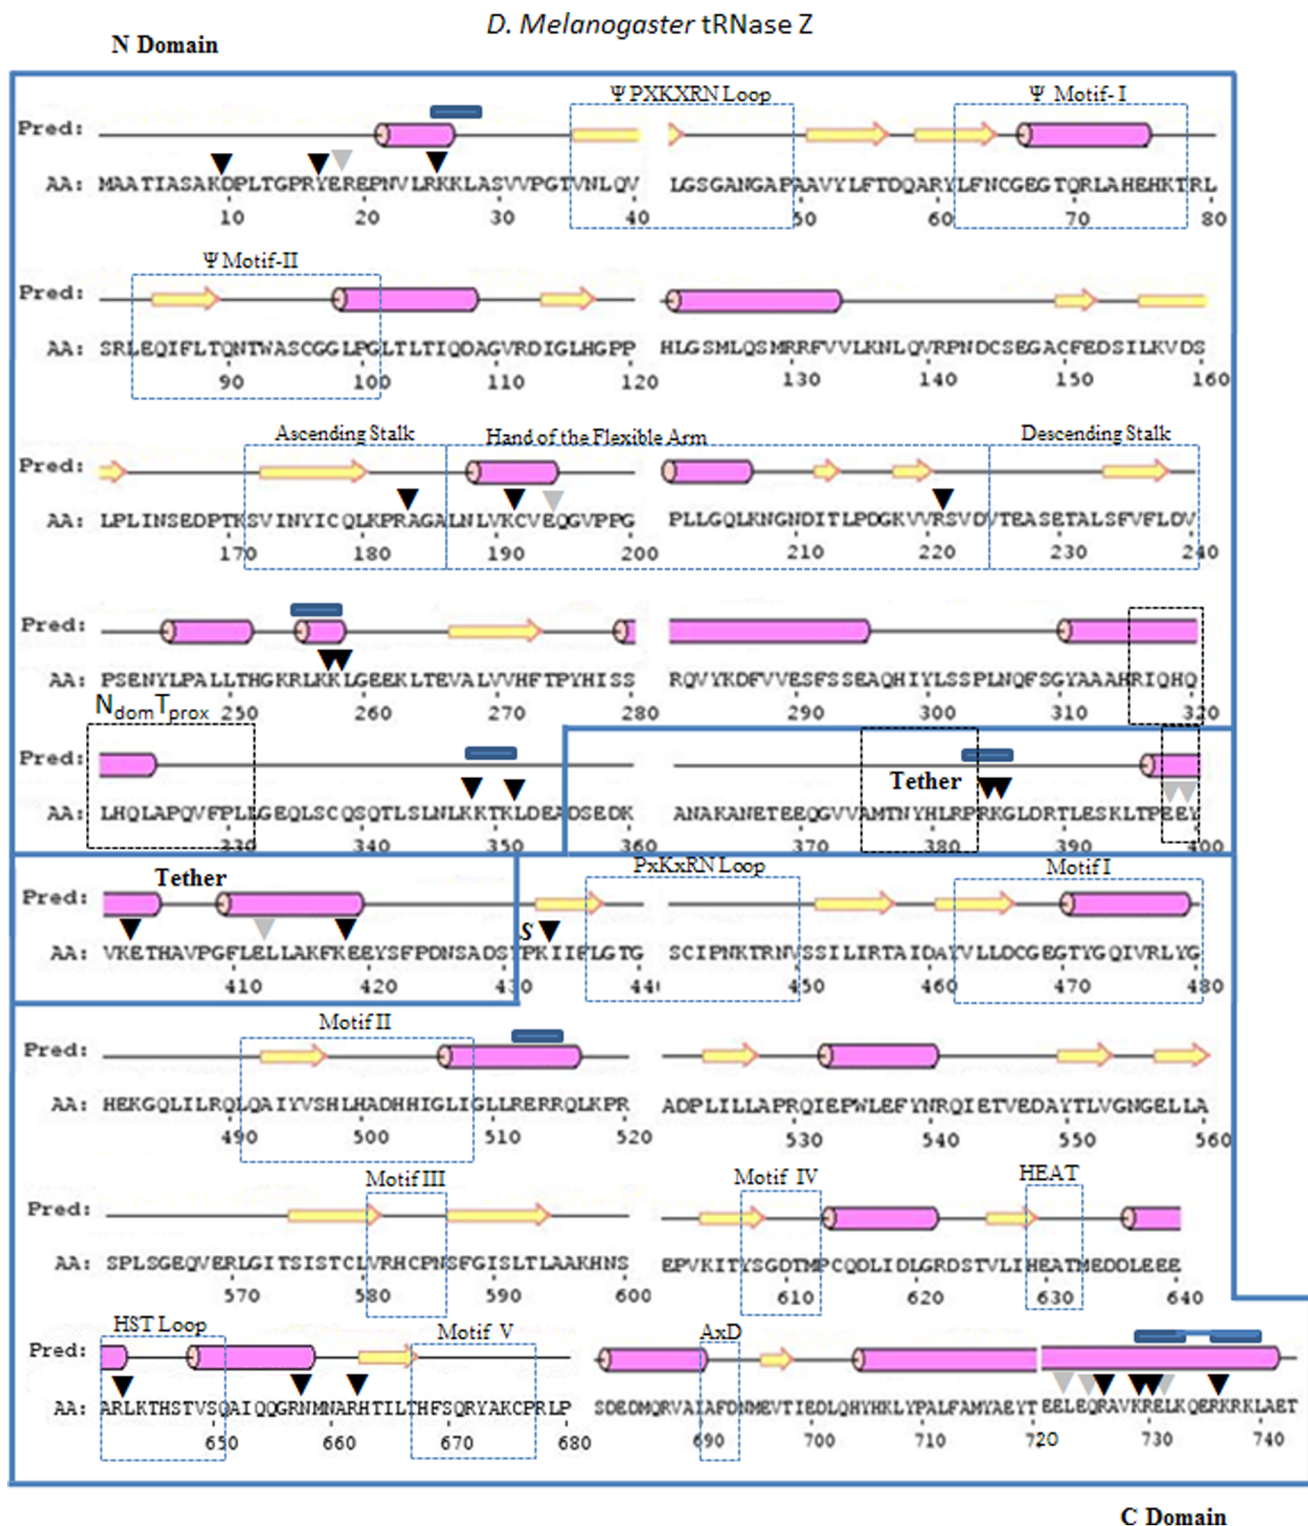 D. Melanogaster tRNase Z
N Domain
Ψ PXKXRN Loop Ψ Motif-I
Pred:
AA: MAATIASAKDPLTGPRYEREPNVLRKKLASVVPGTVNLQV LGSGANGAPAAVYLFTDQARYLFNCGEGTQRLAHEHKTRL
10 20 30 40 50 60 70 80
Ψ Motif-II
Pred:
AA: SRLEQIFLTQNTWASCGGLPGLTLTIQDAGVRDIGLHGPP HLGSMLQSMRRFVVLKNLQVRPNDCSEGACFEDSILKVDS
90 100 110 120 130 140 150 160
Ascending Stalk Hand of the Flexible Arm Descending Stalk
Pred:
AA: LPLINSEDPTKSVINYICQLKPRAGALNLVKCVEQGVPPG PLLGQLKNGNDITLPDGKVVRSVDVTEASETALSFVFLDV
170 180 190 200 210 220 230 240
Pred:
AA: PSENYLPALLTHGKRLKKLGEEKLTEVALVVHFTPYHISS RQVYKDFVVESFSSEAQHIYLSSPLNQFSGYAAAHRIQHQ
250 260 270 280 290 300 310 320
NdomTprox
Pred:
Tether
AA: LHQLAPQVFPLLGEQLSCQSQTLSLNLKKTKLDEADSEDK ANAKANETEEQGVVAMTNYHLRPRKGLDRTLESKLTPEEY
330 340 350 360 370 380 390 400
Tether PxKxRN Loop Motif I
Pred:
S
AA: VKETHAVPGFLELLAKFKEEYSFPDNSADSYPKIIFLGTG SCIPNKTRNVSSILIRTAIDAYVLLDCGEGTYGQIVRLYG
410 420 430 440 450 460 470 480
Motif II
Pred:
AA: HEKGQLILRQLQAIYVSHLHADHHIGLIGLLRERRQLKPR ADPLILLAPRQIEPWLEFYNRQIETVEDAYTLVGNGELLA
490 500 510 520 530 540 550 560
Motif III Motif IV HEAT
Pred:
AA: SPLSGEQVERLGITSISTCLVRHCPNSFGISLTLAAKHNS EPVKITYSGDTMPCQDLIDLGRDSTVLIHEATMEDDLEEE
570 580 590 600 610 620 630 640
HST Loop Motif V AxD
Pred:
AA: ARLKTHSTVSQAIQQGRNMNARHTILTHFSQRYAKCPRLP SDEDMQRVAIAFDNMEVTIEDLQHYHKLYPALFAMYAEYT EELEQRAVKRELKQERKRKLAET
650 660 670 680 690 700 710 720 730 740
C Domain